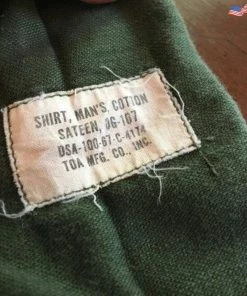 SHIRT, MAN'S, COTTON
SATEEN, OG-107
DSA-100-67-C-4174
TOA MFG. CO., INC.